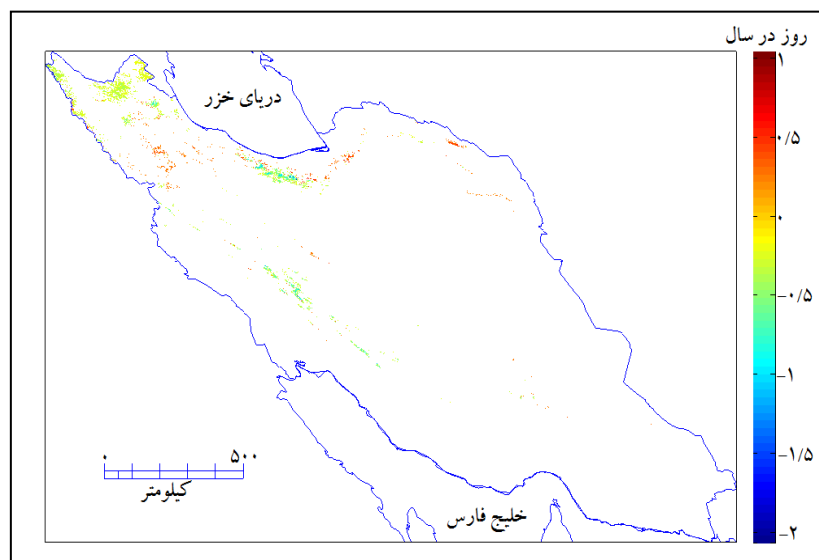 روز در سال
۱
۰/۵
۰
-۰/۵
-۱
-۱/۵
-۲
دریای خزر
۰ ۵۰۰
کیلومتر
خلیج فارس